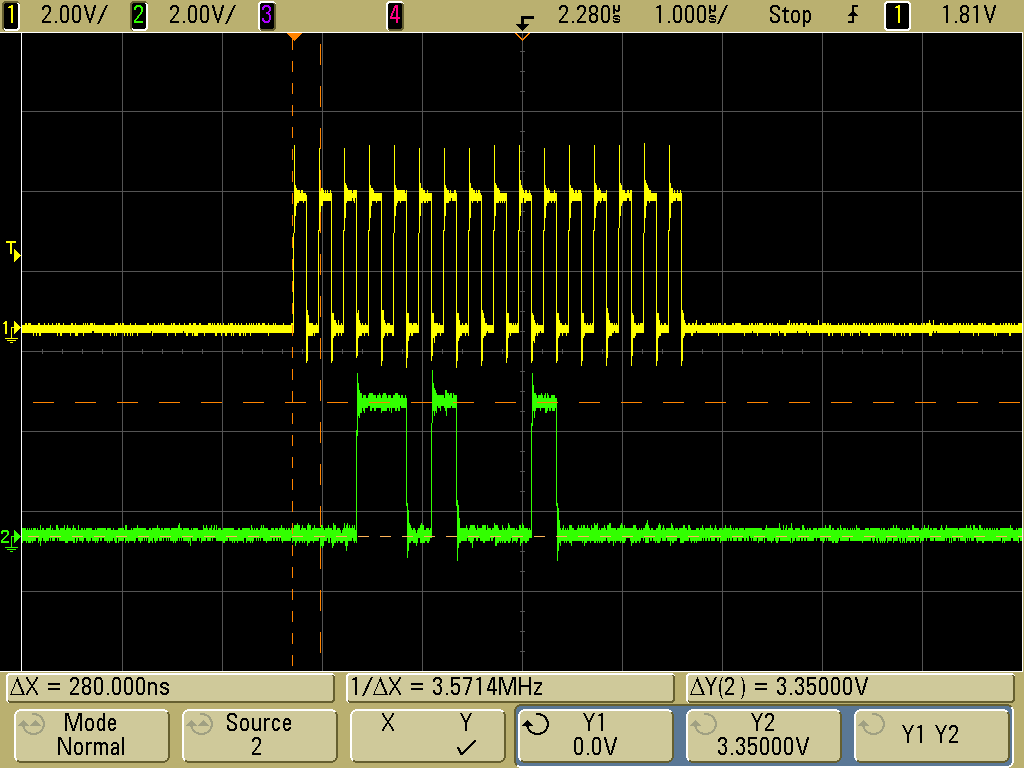 1 2.00V/ 2 2.00V/ 3 4 2.280µs 1.000µs/ Stop 1 1.81V
T
1
2
ΔX = 280.000ns 1/ΔX = 3.5714MHz ΔY(2) = 3.35000V
Mode Source X Y Y1 Y2 Y1 Y2
Normal 2 ✓ 0.0V 3.35000V